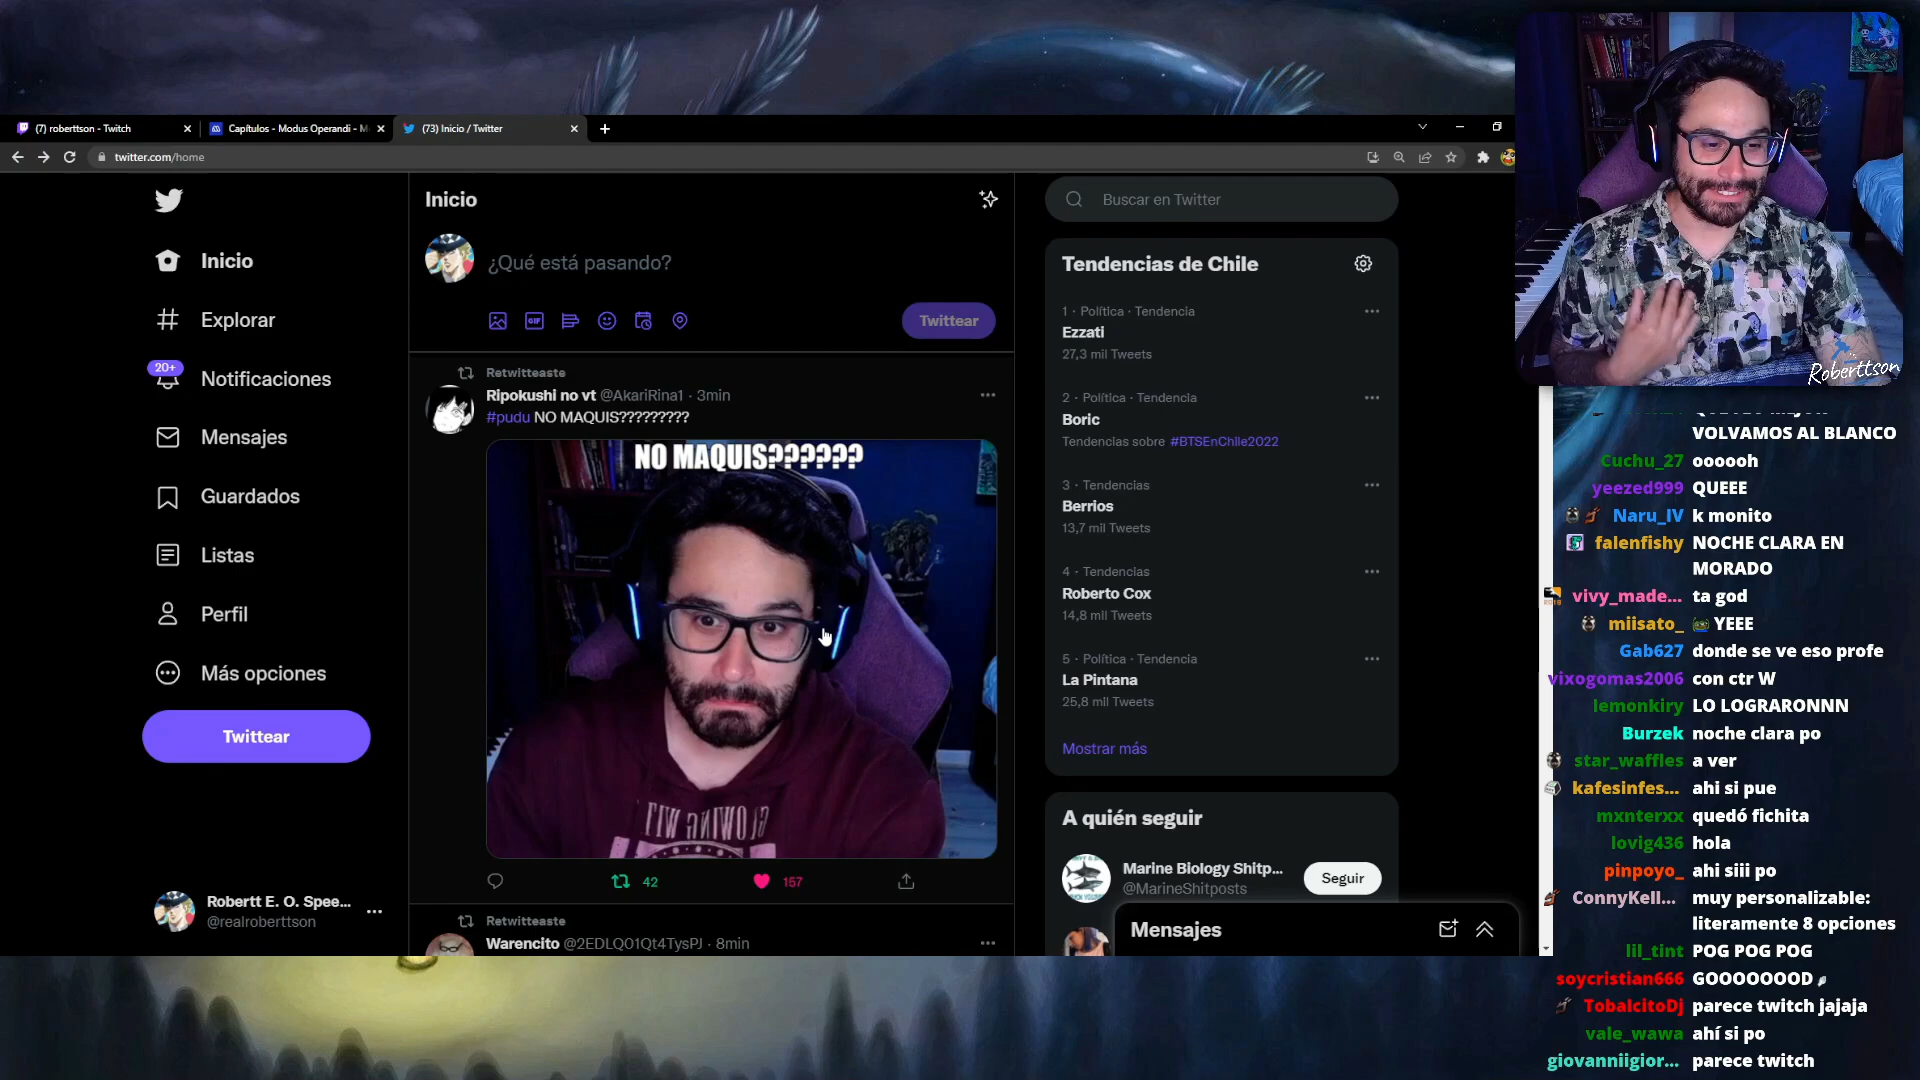 (7) roberttson - Twitch
Capítulos - Modus Operandi - M
(73) Inicio / Twitter
twitter.com/home
Inicio
Explorar
20+
Notificaciones
Mensajes
Guardados
Listas
Perfil
Más opciones
Twittear
Robertt E. O. Spee...
@realroberttson
Inicio
¿Qué está pasando?
GIF
Twittear
Retwitteaste
Ripokushi no vt @AkariRina1 · 3min
#pudu NO MAQUIS?????????
NO MAQUIS??????
42
157
Retwitteaste
Warencito @2EDLQO1Qt4TysPJ · 8min
Buscar en Twitter
Tendencias de Chile
1 · Política · Tendencia
Ezzati
27,3 mil Tweets
2 · Política · Tendencia
Boric
Tendencias sobre #BTSEnChile2022
3 · Tendencias
Berrios
13,7 mil Tweets
4 · Tendencias
Roberto Cox
14,8 mil Tweets
5 · Política · Tendencia
La Pintana
25,8 mil Tweets
Mostrar más
A quién seguir
Marine Biology Shitp...
@MarineShitposts
Seguir
Mensajes
Roberttson
VOLVAMOS AL BLANCO
Cuchu_27 oooooh
yeezed999 QUEEE
Naru_IV k monito
falenfishy NOCHE CLARA EN
MORADO
vivy_made... ta god
miisato_ YEEE
Gab627 donde se ve eso profe
vixogomas2006 con ctr W
lemonkiry LO LOGRARONNN
Burzek noche clara po
star_waffles a ver
kafesinfes... ahi si pue
mxnterxx quedó fichita
lovig436 hola
pinpoyo_ ahi siii po
ConnyKell... muy personalizable:
literamente 8 opciones
lil_tint POG POG POG
soycristian666 GOOOOOOOD
TobalcitoDj parece twitch jajaja
vale_wawa ahí si po
giovanniigior... parece twitch